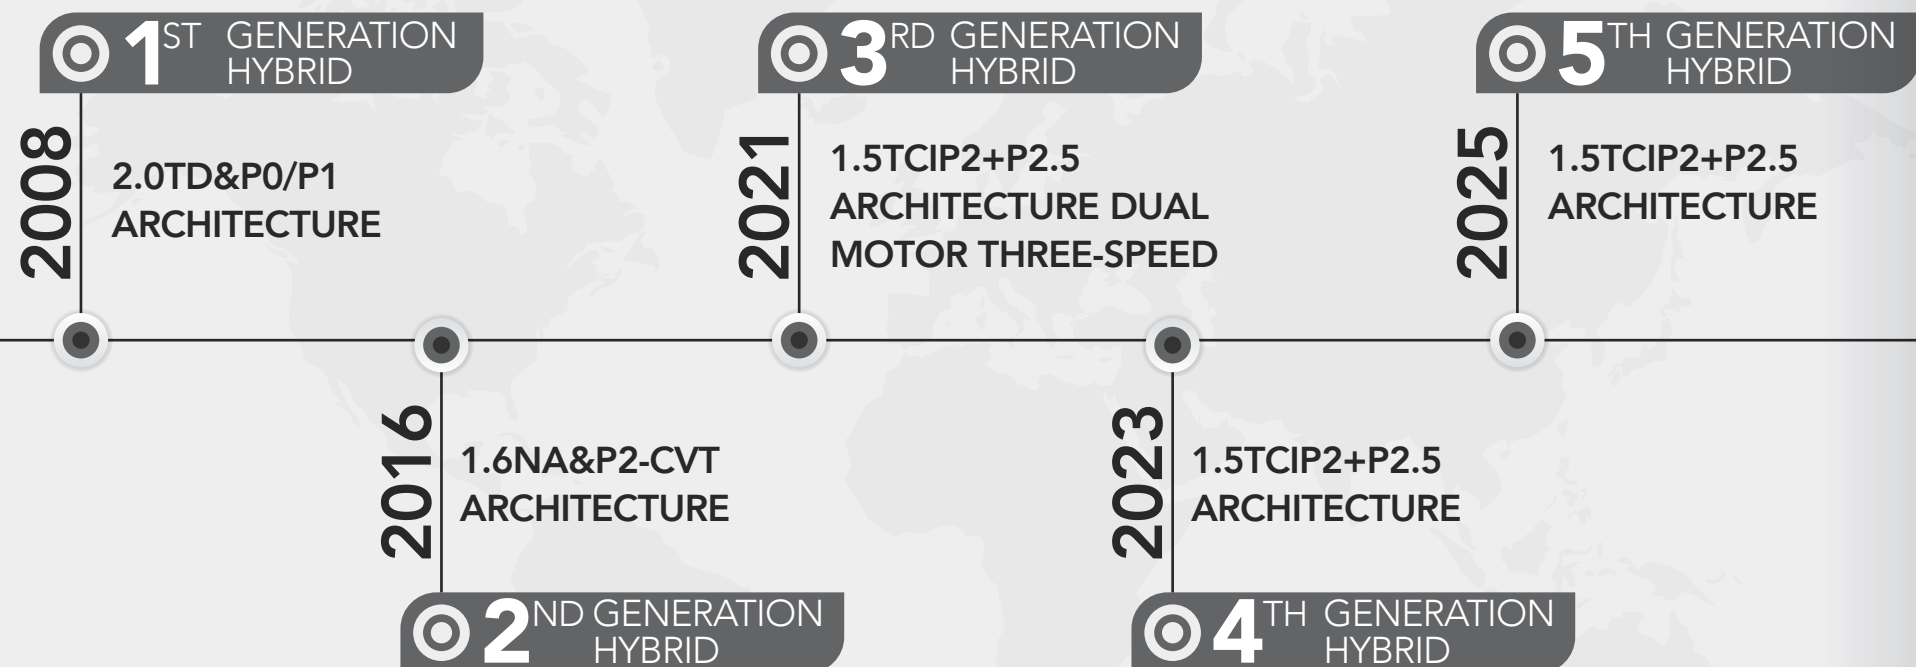 1ST GENERATION
HYBRID
2008
2.0TD&P0/P1
ARCHITECTURE
2016
1.6NA&P2-CVT
ARCHITECTURE
2ND GENERATION
HYBRID
3RD GENERATION
HYBRID
2021
1.5TCIP2+P2.5
ARCHITECTURE DUAL
MOTOR THREE-SPEED
2023
1.5TCIP2+P2.5
ARCHITECTURE
4TH GENERATION
HYBRID
5TH GENERATION
HYBRID
2025
1.5TCIP2+P2.5
ARCHITECTURE